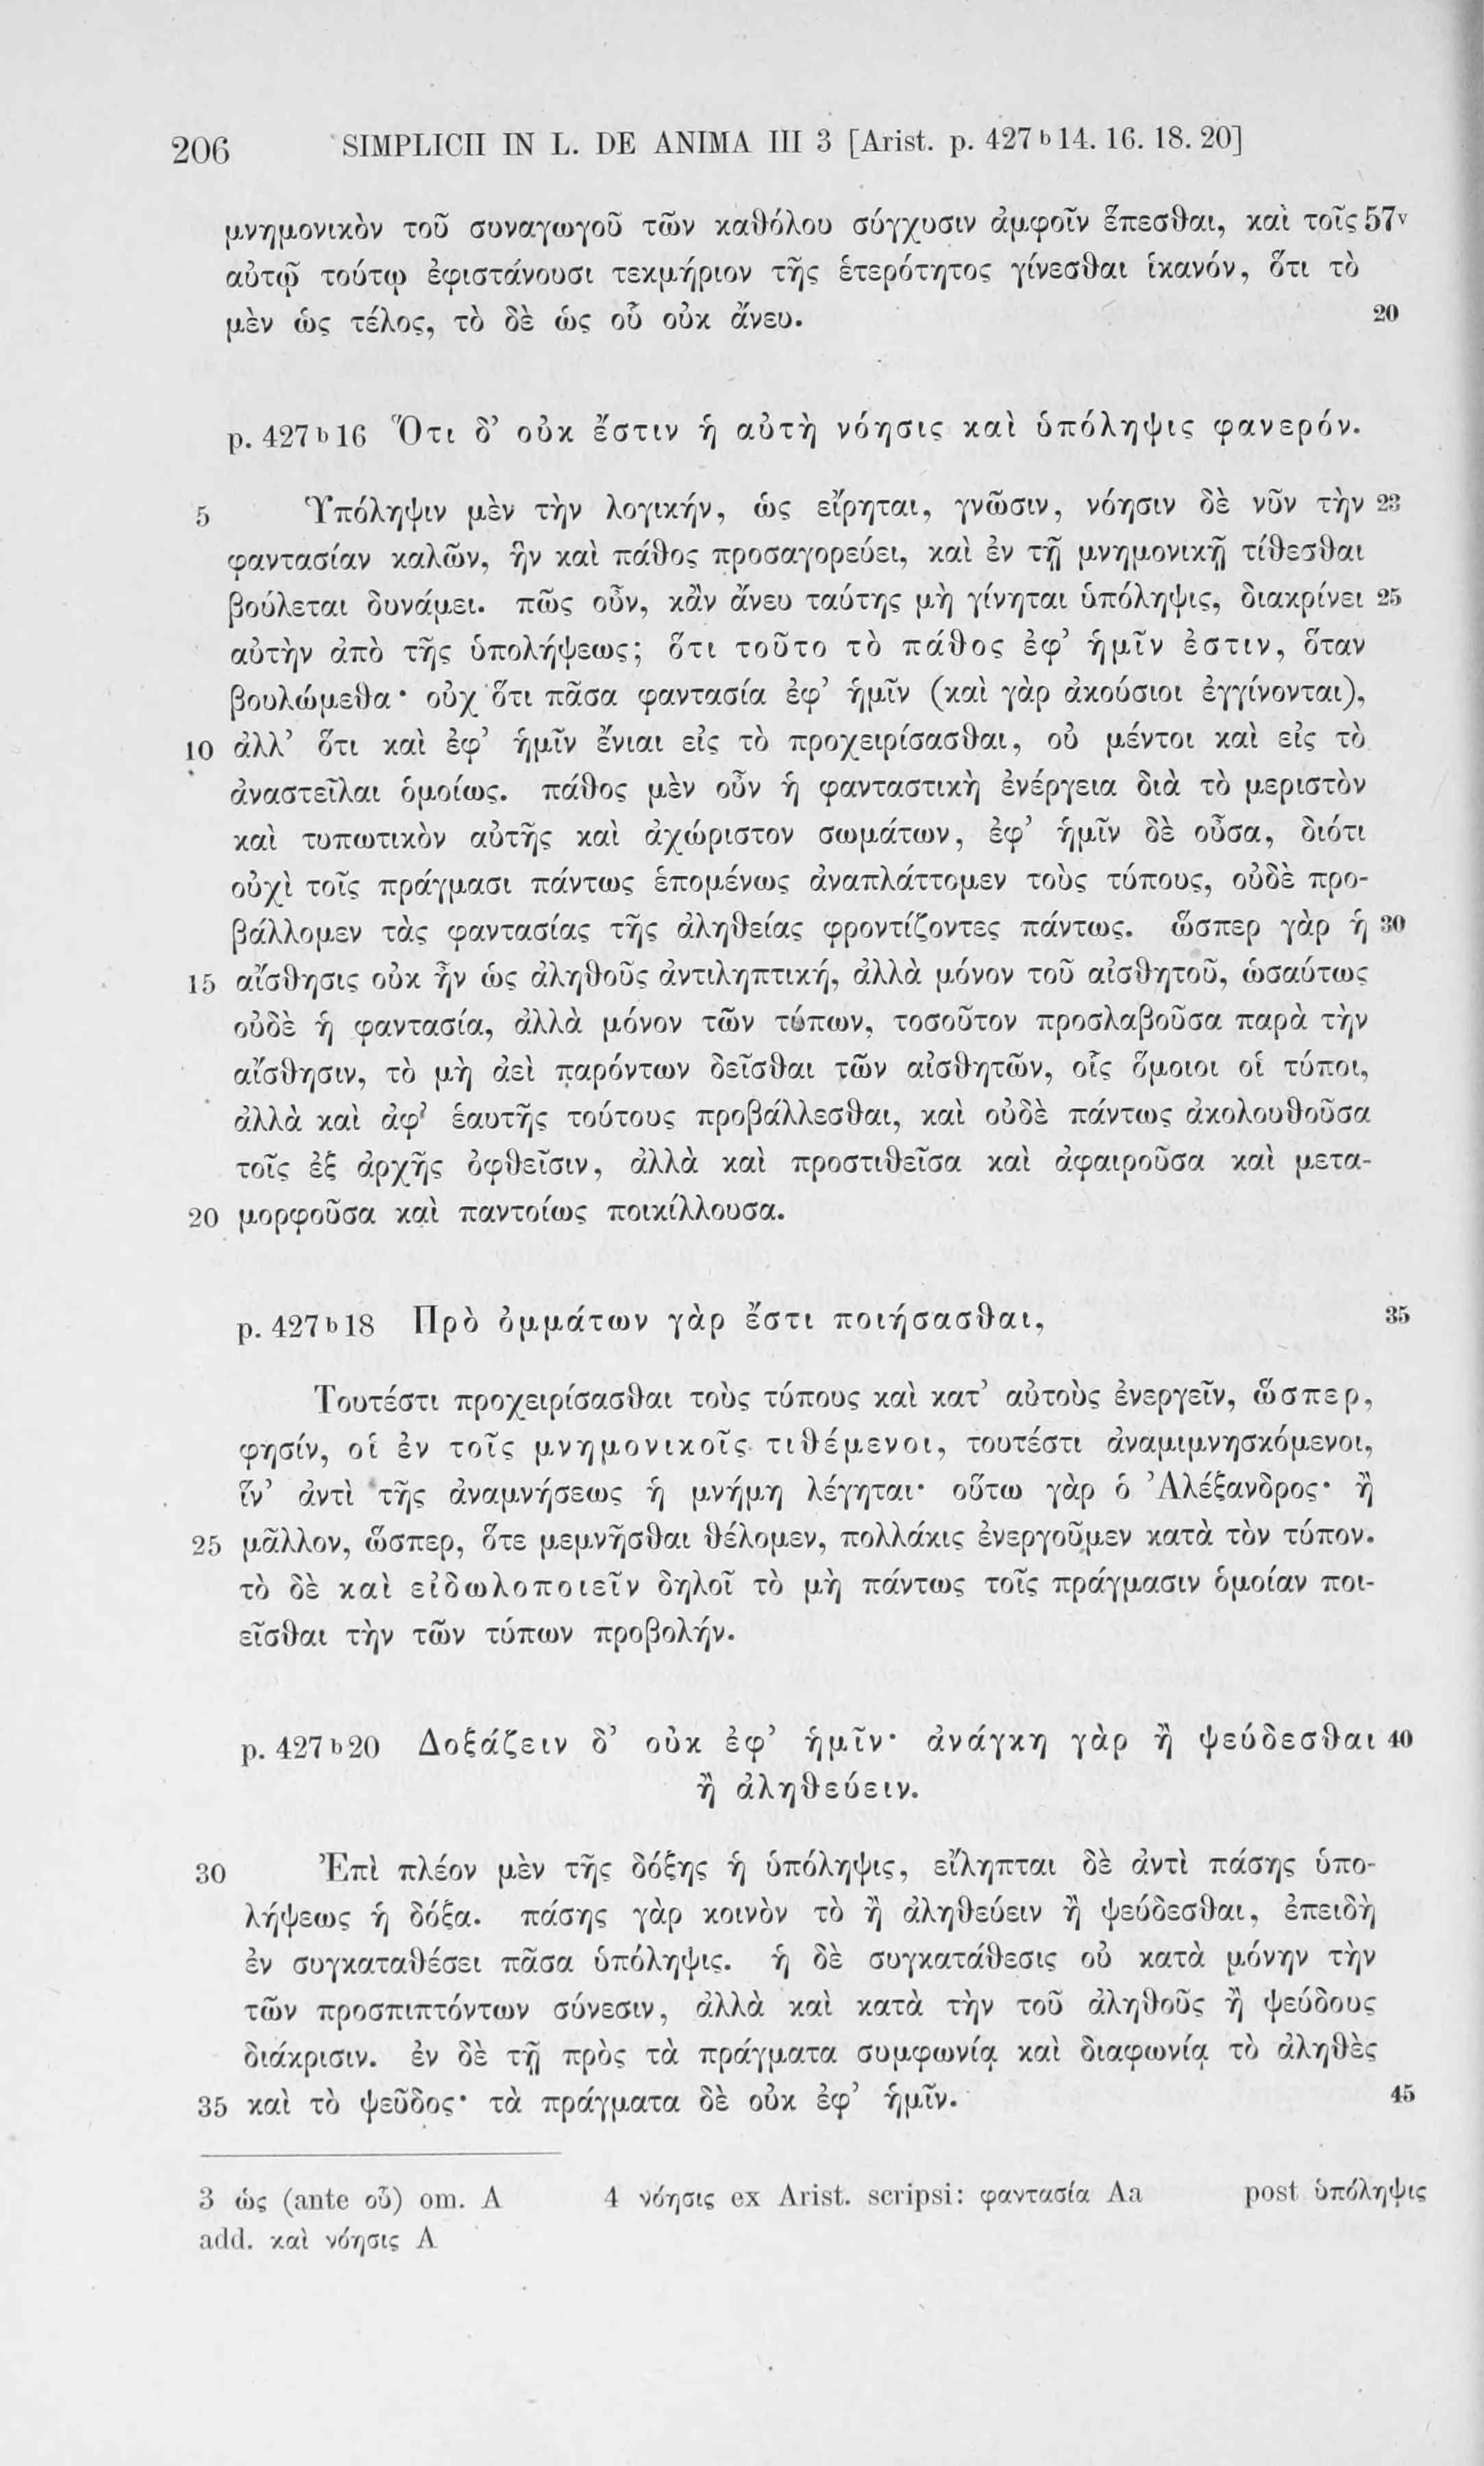 206 SIMPLICII IN L. DE ANIMA III 3 [Arist. p. 427 b 14. 16. 18. 20]
μνημονικὸν τοῦ συναγωγοῦ τῶν καθόλου σύγχυσιν ἀμφοῖν ἕπεσθαι, καὶ τοῖς 57v
αὐτῷ τούτῳ ἐφιστάνουσι τεκμήριον τῆς ἑτερότητος γίνεσθαι ἱκανόν, ὅτι τὸ
μὲν ὡς τέλος, τὸ δὲ ὡς οὗ οὐκ ἄνευ. 20
p. 427 b 16 Ὅτι δ’ οὐκ ἔστιν ἡ αὐτὴ νόησις καὶ ὑπόληψις φανερόν.
5 Ὑπόληψιν μὲν τὴν λογικήν, ὡς εἴρηται, γνῶσιν, νόησιν δὲ νῦν τὴν 23
φαντασίαν καλῶν, ἣν καὶ πάθος προσαγορεύει, καὶ ἐν τῇ μνημονικῇ τίθεσθαι
βούλεται δυνάμει. πῶς οὖν, κἂν ἄνευ ταύτης μὴ γίνηται ὑπόληψις, διακρίνει 25
αὐτὴν ἀπὸ τῆς ὑπολήψεως; ὅτι τοῦτο τὸ πάθος ἐφ’ ἡμῖν ἐστιν, ὅταν
βουλώμεθα· οὐχ ὅτι πᾶσα φαντασία ἐφ’ ἡμῖν (καὶ γὰρ ἀκούσιοι ἐγγίνονται),
10 ἀλλ’ ὅτι καὶ ἐφ’ ἡμῖν ἔνιαι εἰς τὸ προχειρίσασθαι, οὐ μέντοι καὶ εἰς τὸ
ἀναστεῖλαι ὁμοίως. πάθος μὲν οὖν ἡ φανταστικὴ ἐνέργεια διὰ τὸ μεριστὸν
καὶ τυπωτικὸν αὐτῆς καὶ ἀχώριστον σωμάτων, ἐφ’ ἡμῖν δὲ οὖσα, διότι
οὐχὶ τοῖς πράγμασι πάντως ἑπομένως ἀναπλάττομεν τοὺς τύπους, οὐδὲ προ-
βάλλομεν τὰς φαντασίας τῆς ἀληθείας φροντίζοντες πάντως. ὥσπερ γὰρ ἡ 30
15 αἴσθησις οὐκ ἦν ὡς ἀληθοῦς ἀντιληπτική, ἀλλὰ μόνον τοῦ αἰσθητοῦ, ὡσαύτως
οὐδὲ ἡ φαντασία, ἀλλὰ μόνον τῶν τύπων, τοσοῦτον προσλαβοῦσα παρὰ τὴν
αἴσθησιν, τὸ μὴ ἀεὶ παρόντων δεῖσθαι τῶν αἰσθητῶν, οἷς ὅμοιοι οἱ τύποι,
ἀλλὰ καὶ ἀφ’ ἑαυτῆς τούτους προβάλλεσθαι, καὶ οὐδὲ πάντως ἀκολουθοῦσα
τοῖς ἐξ ἀρχῆς ὀφθεῖσιν, ἀλλὰ καὶ προστιθεῖσα καὶ ἀφαιροῦσα καὶ μετα-
20 μορφοῦσα καὶ παντοίως ποικίλλουσα.
p. 427 b 18 Πρὸ ὀμμάτων γὰρ ἔστι ποιήσασθαι, 35
Τουτέστι προχειρίσασθαι τοὺς τύπους καὶ κατ’ αὐτοὺς ἐνεργεῖν, ὥσπερ,
φησίν, οἱ ἐν τοῖς μνημονικοῖς τιθέμενοι, τουτέστι ἀναμιμνησκόμενοι,
ἵν’ ἀντὶ τῆς ἀναμνήσεως ἡ μνήμη λέγηται· οὕτω γὰρ ὁ Ἀλέξανδρος· ἢ
25 μᾶλλον, ὥσπερ, ὅτε μεμνῆσθαι θέλομεν, πολλάκις ἐνεργοῦμεν κατὰ τὸν τύπον.
τὸ δὲ καὶ εἰδωλοποιεῖν δηλοῖ τὸ μὴ πάντως τοῖς πράγμασιν ὁμοίαν ποι-
εῖσθαι τὴν τῶν τύπων προβολήν.
p. 427 b 20 Δοξάζειν δ’ οὐκ ἐφ’ ἡμῖν· ἀνάγκη γὰρ ἢ ψεύδεσθαι 40
ἢ ἀληθεύειν.
30 Ἐπὶ πλέον μὲν τῆς δόξης ἡ ὑπόληψις, εἴληπται δὲ ἀντὶ πάσης ὑπο-
λήψεως ἡ δόξα. πάσης γὰρ κοινὸν τὸ ἢ ἀληθεύειν ἢ ψεύδεσθαι, ἐπειδὴ
ἐν συγκαταθέσει πᾶσα ὑπόληψις. ἡ δὲ συγκατάθεσις οὐ κατὰ μόνην τὴν
τῶν προσπιπτόντων σύνεσιν, ἀλλὰ καὶ κατὰ τὴν τοῦ ἀληθοῦς ἢ ψεύδους
διάκρισιν. ἐν δὲ τῇ πρὸς τὰ πράγματα συμφωνίᾳ καὶ διαφωνίᾳ τὸ ἀληθὲς
35 καὶ τὸ ψεῦδος· τὰ πράγματα δὲ οὐκ ἐφ’ ἡμῖν. 45
3 ὡς (ante οὗ) om. A 4 νόησις ex Arist. scripsi: φαντασία Aa post ὑπόληψις
add. καὶ νόησις A